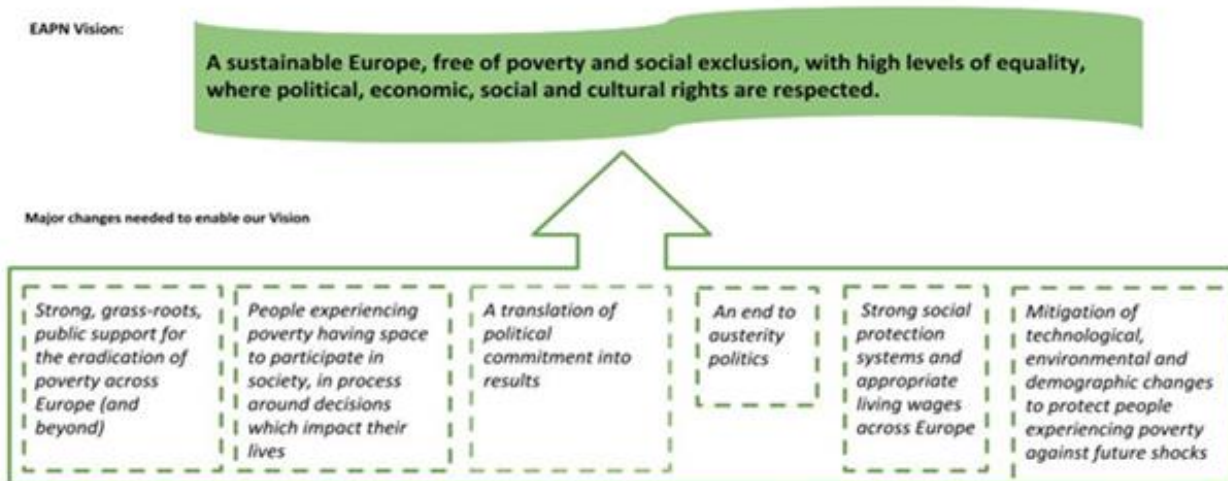 EAPN Vision:
A sustainable Europe, free of poverty and social exclusion, with high levels of equality,
where political, economic, social and cultural rights are respected.
Major changes needed to enable our Vision
Strong, grass-roots,
public support for
the eradication of
poverty across
Europe (and
beyond)
People experiencing
poverty having space
to participate in
society, in process
around decisions
which impact their
lives
A translation of
political
commitment into
results
An end to
austerity
politics
Strong social
protection
systems and
appropriate
living wages
across Europe
Mitigation of
technological,
environmental and
demographic changes
to protect people
experiencing poverty
against future shocks